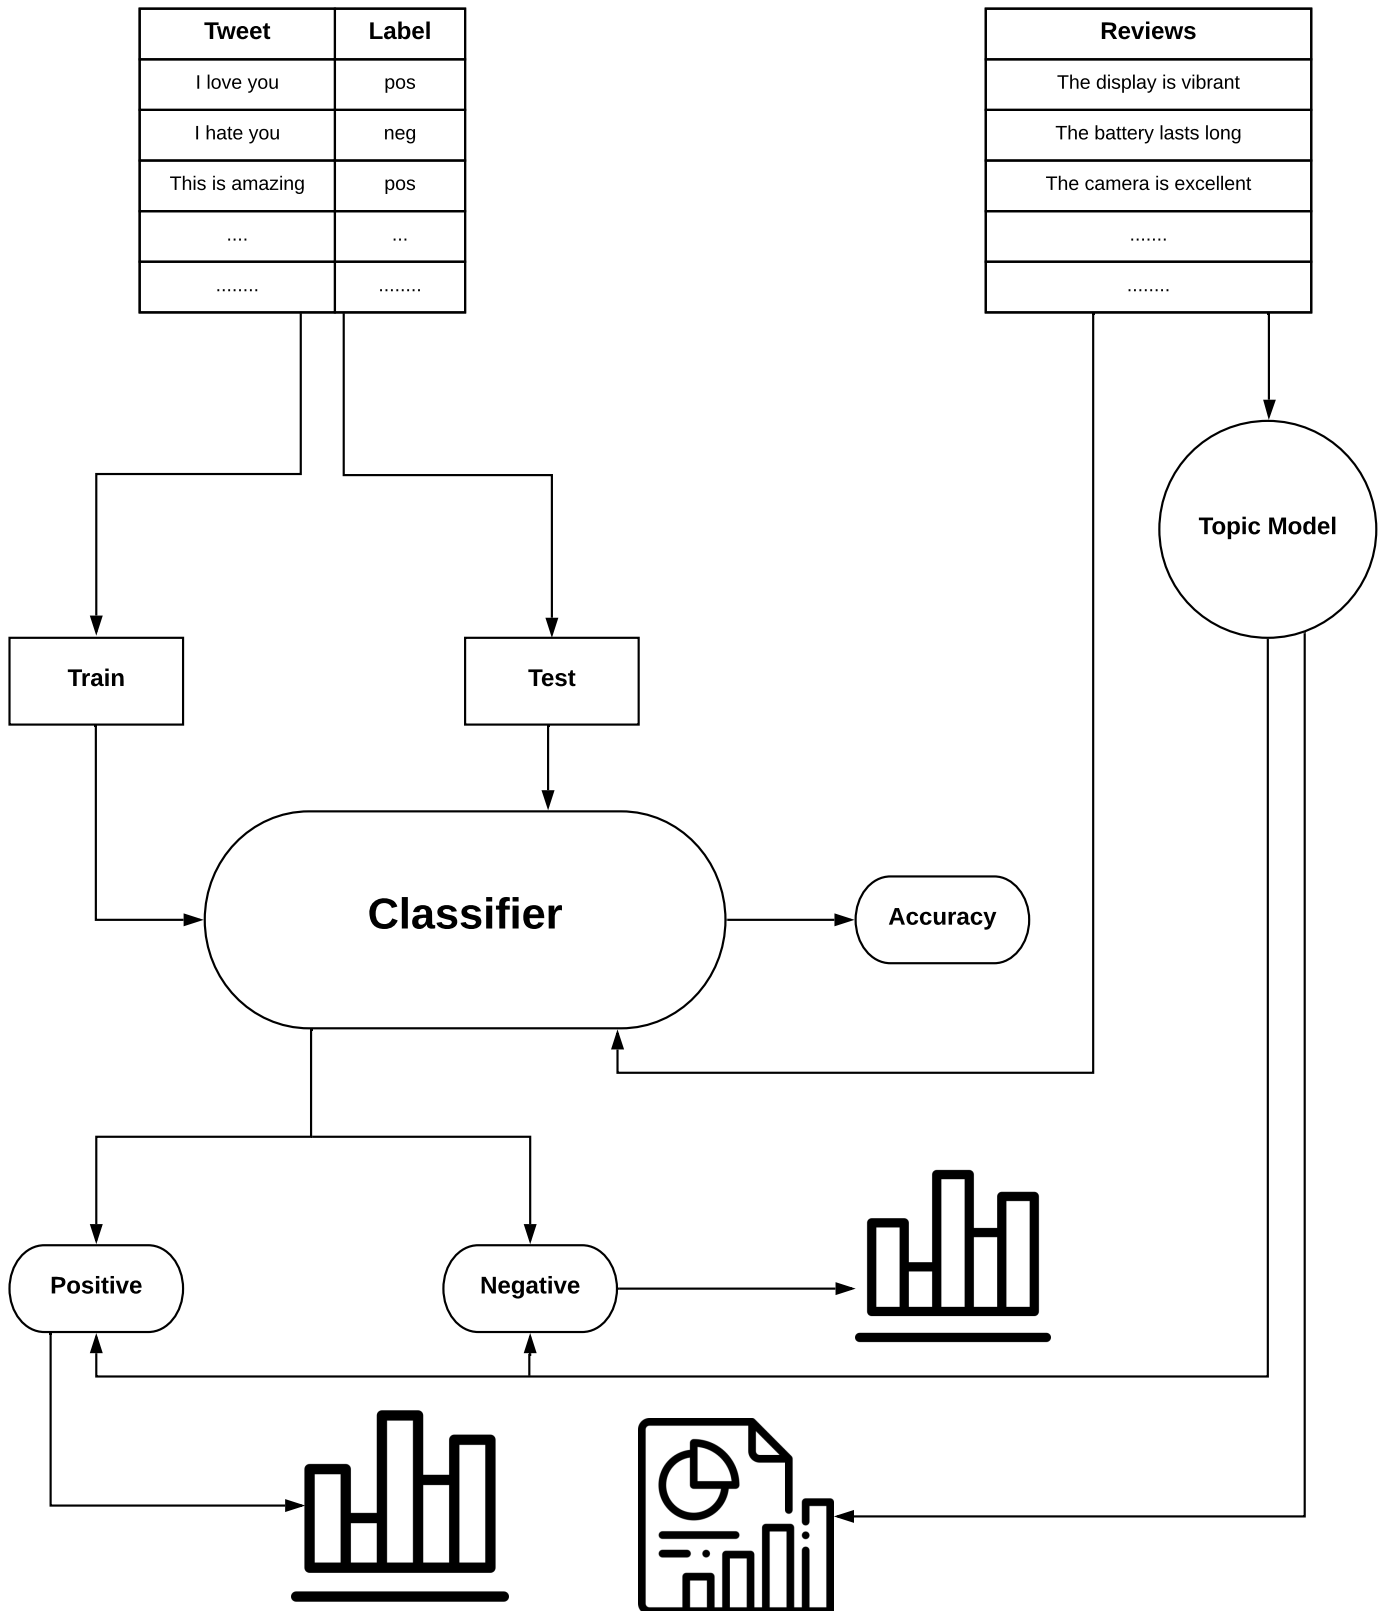 Tweet Label
I love you pos
I hate you neg
This is amazing pos
.... ...
........ ........
Reviews
The display is vibrant
The battery lasts long
The camera is excellent
.......
........
Topic Model
Train
Test
Classifier
Accuracy
Positive
Negative